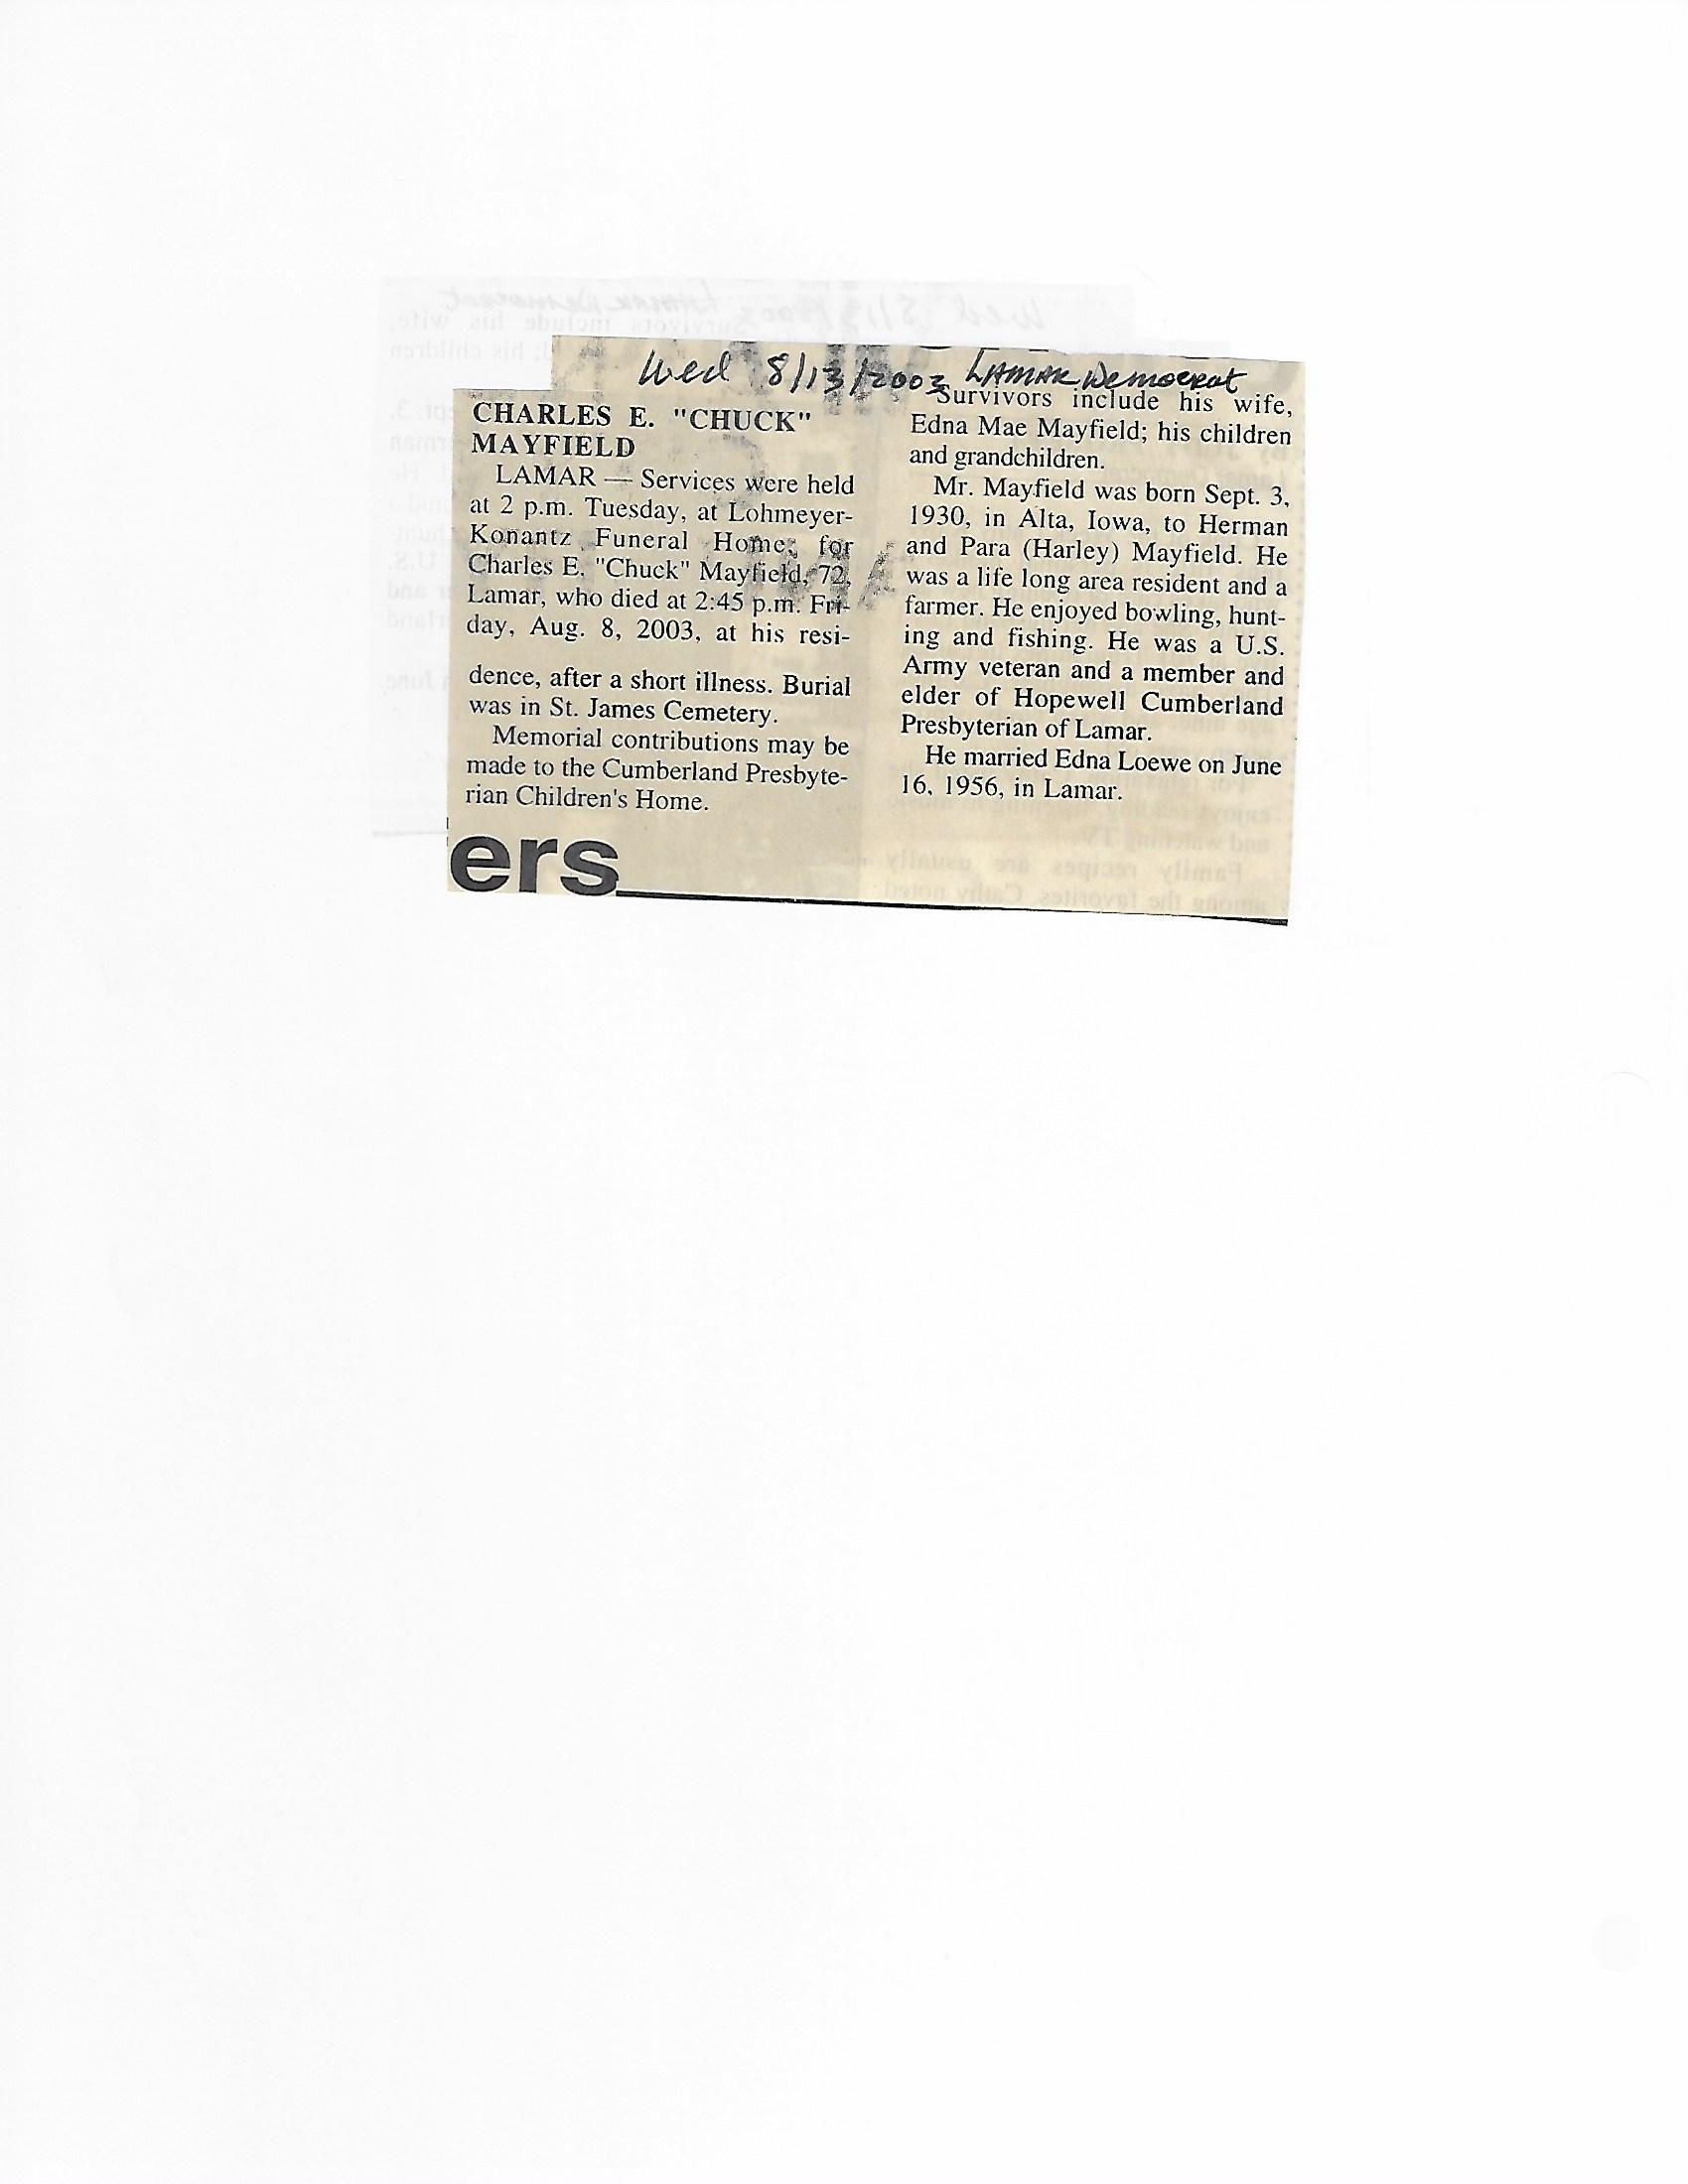 Wed 8/13/2003 LAMAR Democrat
CHARLES E. "CHUCK"
MAYFIELD
LAMAR — Services were held
at 2 p.m. Tuesday, at Lohmeyer-
Konantz Funeral Home, for
Charles E. "Chuck" Mayfield, 72,
Lamar, who died at 2:45 p.m. Fri-
day, Aug. 8, 2003, at his resi-
dence, after a short illness. Burial
was in St. James Cemetery.
Memorial contributions may be
made to the Cumberland Presbyte-
rian Children's Home.
ers
Survivors include his wife,
Edna Mae Mayfield; his children
and grandchildren.
Mr. Mayfield was born Sept. 3,
1930, in Alta, Iowa, to Herman
and Para (Harley) Mayfield. He
was a life long area resident and a
farmer. He enjoyed bowling, hunt-
ing and fishing. He was a U.S.
Army veteran and a member and
elder of Hopewell Cumberland
Presbyterian of Lamar.
He married Edna Loewe on June
16, 1956, in Lamar.